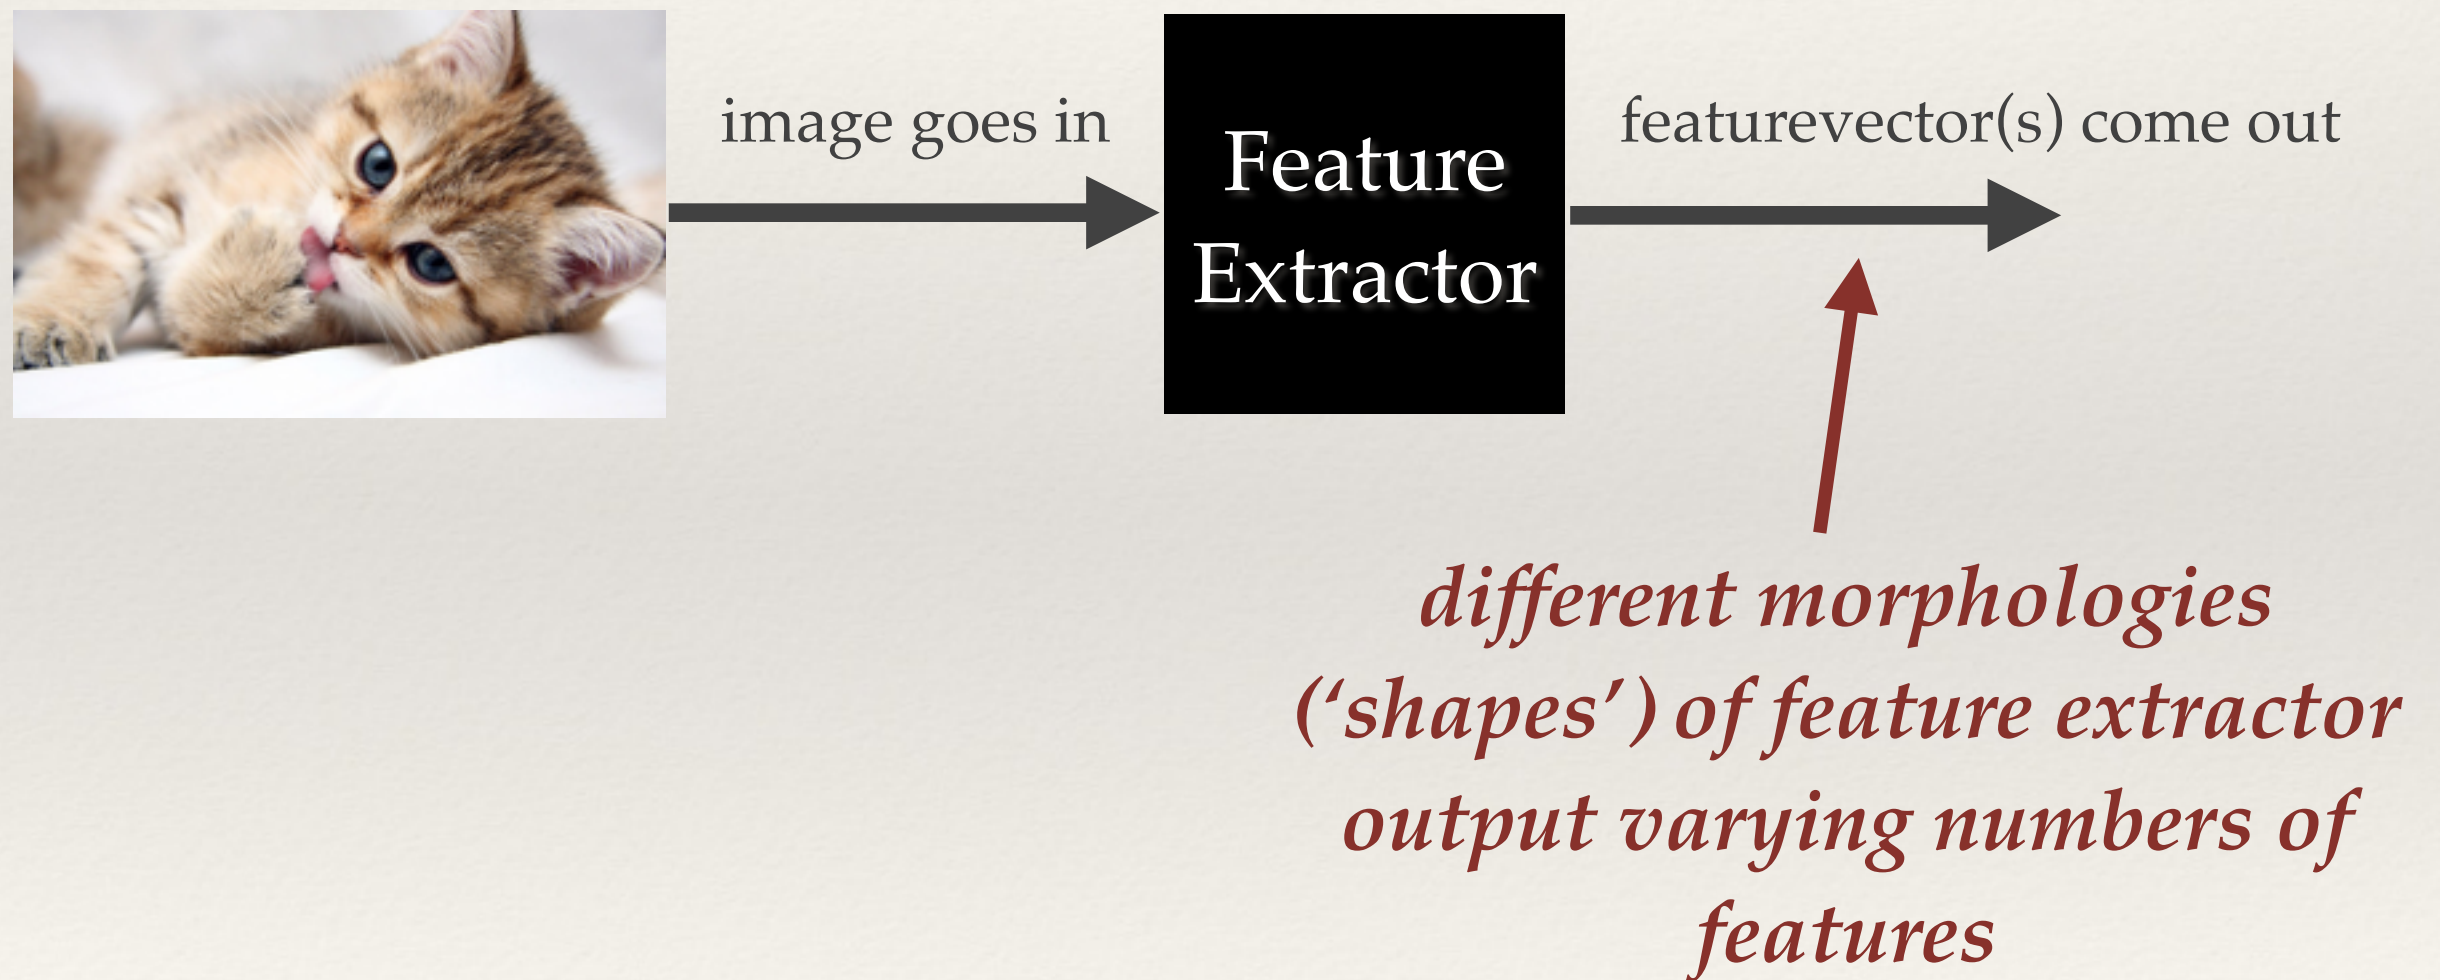 image goes in
Feature
Extractor
featurevector(s) come out
different morphologies
(‘shapes’) of feature extractor
output varying numbers of
features